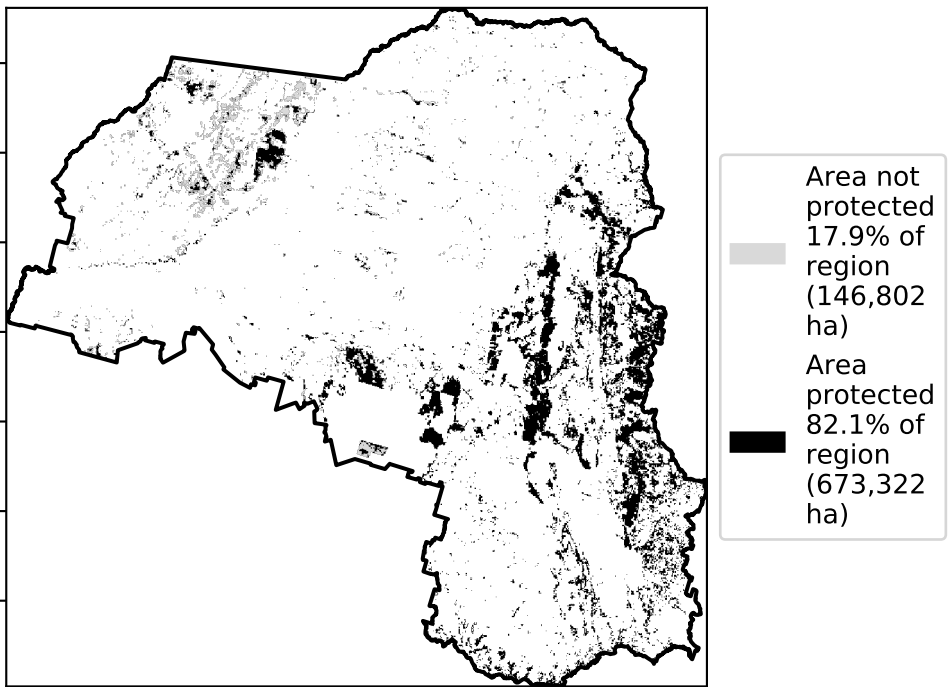 Area not
protected
17.9% of
region
(146,802
ha)
Area
protected
82.1% of
region
(673,322
ha)